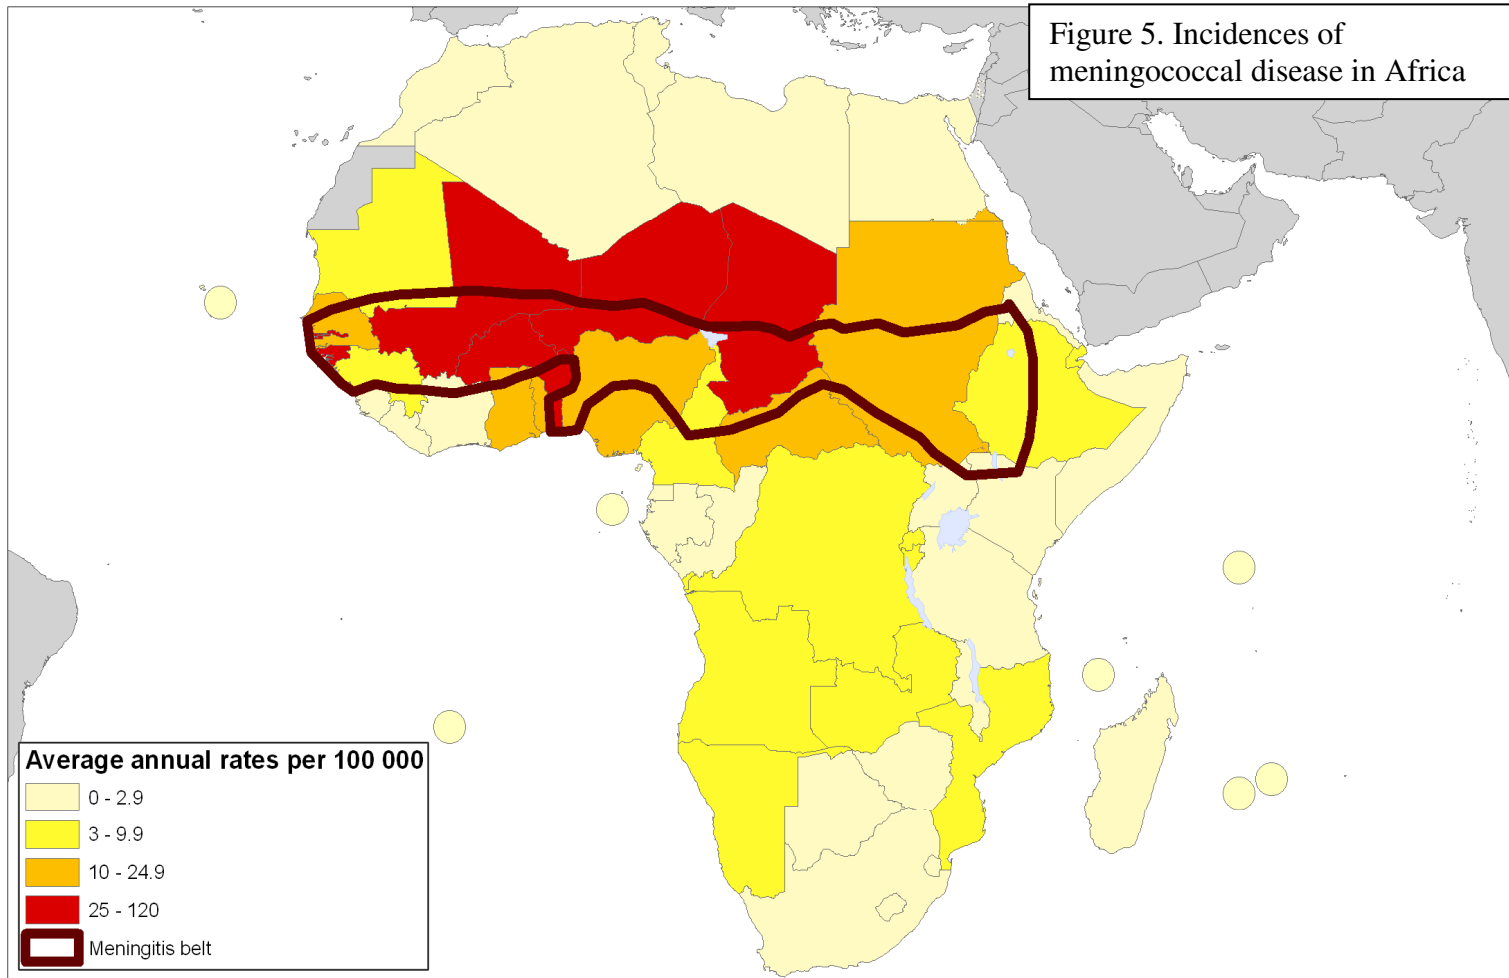 Figure 5. Incidences of
meningococcal disease in Africa
Average annual rates per 100 000
0 - 2.9
3 - 9.9
10 - 24.9
25 - 120
Meningitis belt